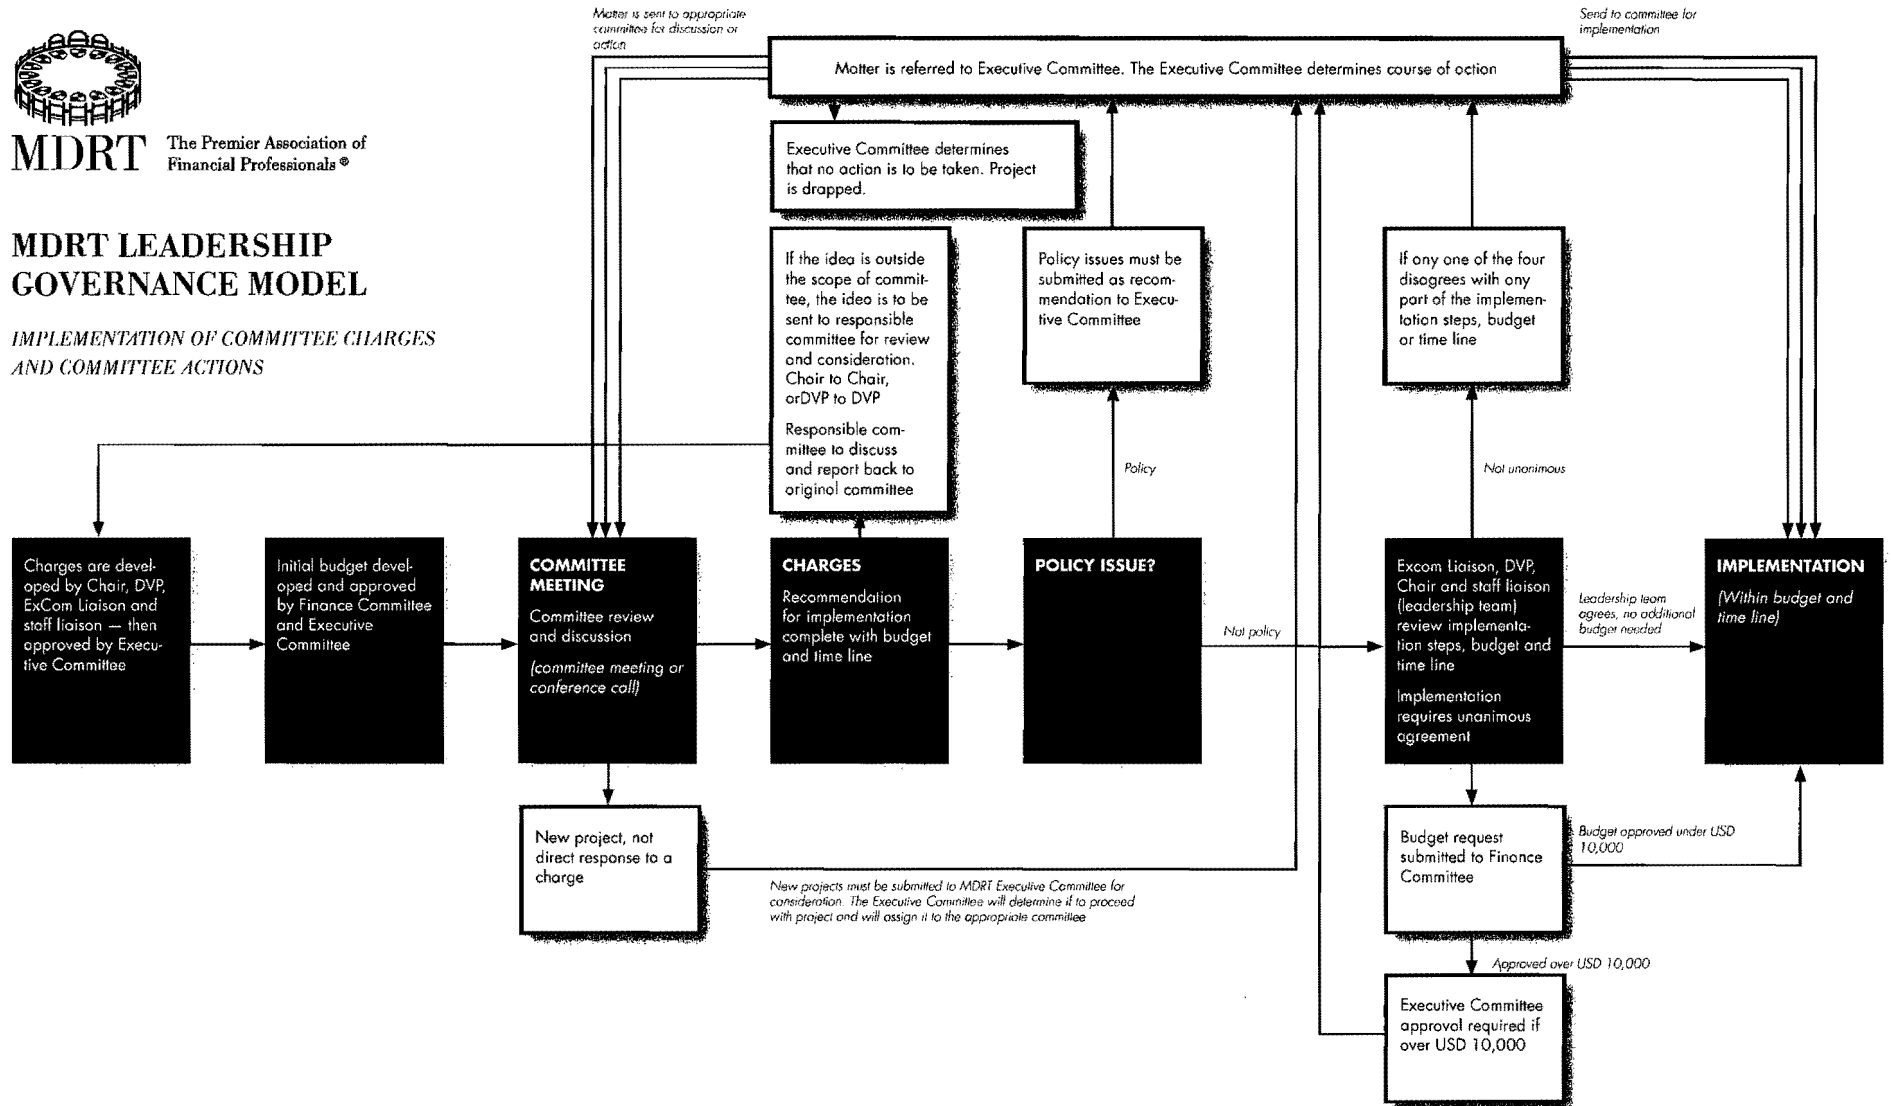 Matter is sent to appropriate
committee for discussion or
action
Send to committee for
implementation
Matter is referred to Executive Committee. The Executive Committee determines course of action
MDRT
The Premier Association of
Financial Professionals ®
Executive Committee determines
that no action is to be taken. Project
is drapped.
MDRT LEADERSHIP
GOVERNANCE MODEL
IMPLEMENTATION OF COMMITTEE CHARGES
AND COMMITTEE ACTIONS
If the idea is outside
the scope of commit-
tee, the idea is to be
sent to responsible
committee for review
and consideration.
Chair to Chair,
orDVP to DVP
Responsible com-
mittee to discuss
and report back to
original committee
Policy issues must be
submitted as recom-
mendation to Execu-
tive Committee
If any one of the four
disagrees with any
part of the implemen-
tation steps, budget
or time line
Policy
Not unanimous
Charges are devel-
oped by Chair, DVP,
ExCom Liaison and
staff liaison — then
approved by Execu-
tive Committee
Initial budget devel-
oped and approved
by Finance Committee
and Executive
Committee
COMMITTEE
MEETING
Committee review
and discussion
(committee meeting or
conference call)
CHARGES
Recommendation
for implementation
complete with budget
and time line
POLICY ISSUE?
Not policy
Excom Liaison, DVP,
Chair and staff liaison
(leadership team)
review implementa-
tion steps, budget and
time line
Implementation
requires unanimous
agreement
Leadership team
agrees, no additional
budget needed
IMPLEMENTATION
(Within budget and
time line)
New project, not
direct response to a
charge
New projects must be submitted to MDRT Executive Committee for
consideration. The Executive Committee will determine if to proceed
with project and will assign it to the appropriate committee
Budget request
submitted to Finance
Committee
Budget approved under USD
10,000
Approved over USD 10,000
Executive Committee
approval required if
over USD 10,000